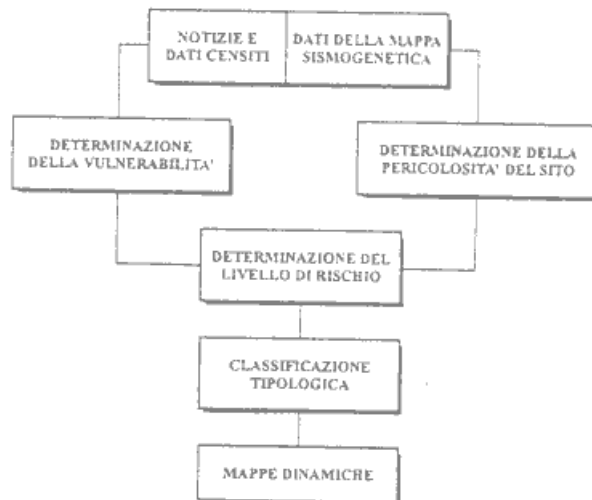 NOTIZIE E
DATI CENSITI
DATI DELLA MAPPA
SISMOGENETICA
DETERMINAZIONE
DELLA VULNERABILITA'
DETERMINAZIONE DELLA
PERICOLOSITA' DEL SITO
DETERMINAZIONE DEL
LIVELLO DI RISCHIO
CLASSIFICAZIONE
TIPOLOGICA
MAPPE DINAMICHE